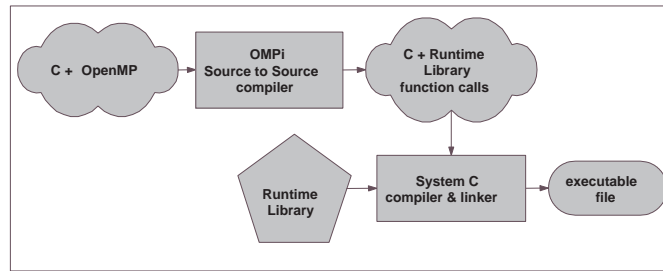 C + OpenMP
OMPi
Source to Source
compiler
C + Runtime
Library
function calls
Runtime
Library
System C
compiler & linker
executable
file